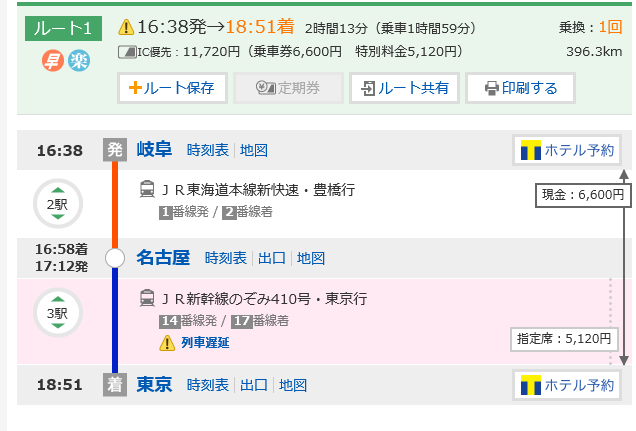 ルート1
16:38発→18:51着 2時間13分（乗車1時間59分）
乗換：1回
早 楽
IC優先：11,720円（乗車券6,600円 特別料金5,120円）
396.3km
ルート保存 定期券 ルート共有 印刷する
16:38 発 岐阜 時刻表 地図 ホテル予約
ＪＲ東海道本線新快速・豊橋行
現金：6,600円
2駅
1番線発 / 2番線着
16:58着
17:12発
名古屋 時刻表 出口 地図
ＪＲ新幹線のぞみ410号・東京行
3駅
14番線発 / 17番線着
列車遅延
指定席：5,120円
18:51 着 東京 時刻表 出口 地図 ホテル予約